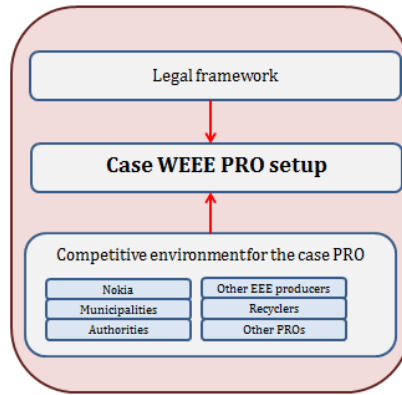 Legal framework
Case WEEE PRO setup
Competitive environment for the case PRO
Nokia
Other EEE producers
Municipalities
Recyclers
Authorities
Other PROs